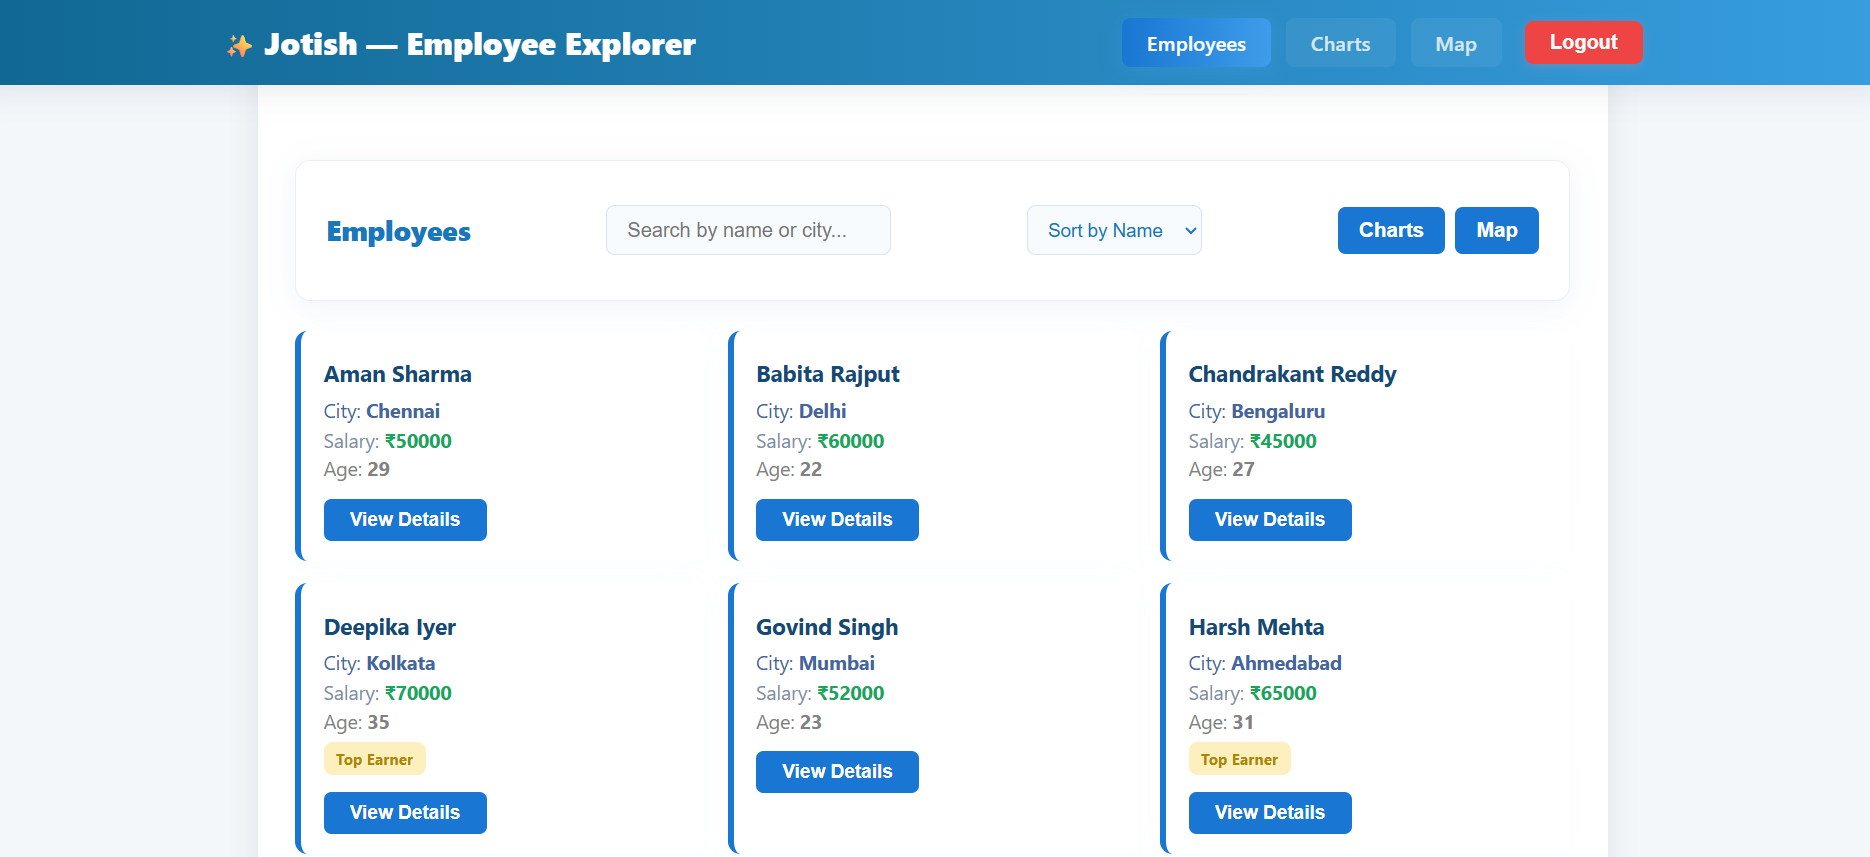 ✨ Jotish — Employee Explorer
Employees
Charts
Map
Logout
Employees
Search by name or city...
Sort by Name
Charts
Map
Aman Sharma
City: Chennai
Salary: ₹50000
Age: 29
View Details
Babita Rajput
City: Delhi
Salary: ₹60000
Age: 22
View Details
Chandrakant Reddy
City: Bengaluru
Salary: ₹45000
Age: 27
View Details
Deepika Iyer
City: Kolkata
Salary: ₹70000
Age: 35
Top Earner
View Details
Govind Singh
City: Mumbai
Salary: ₹52000
Age: 23
View Details
Harsh Mehta
City: Ahmedabad
Salary: ₹65000
Age: 31
Top Earner
View Details